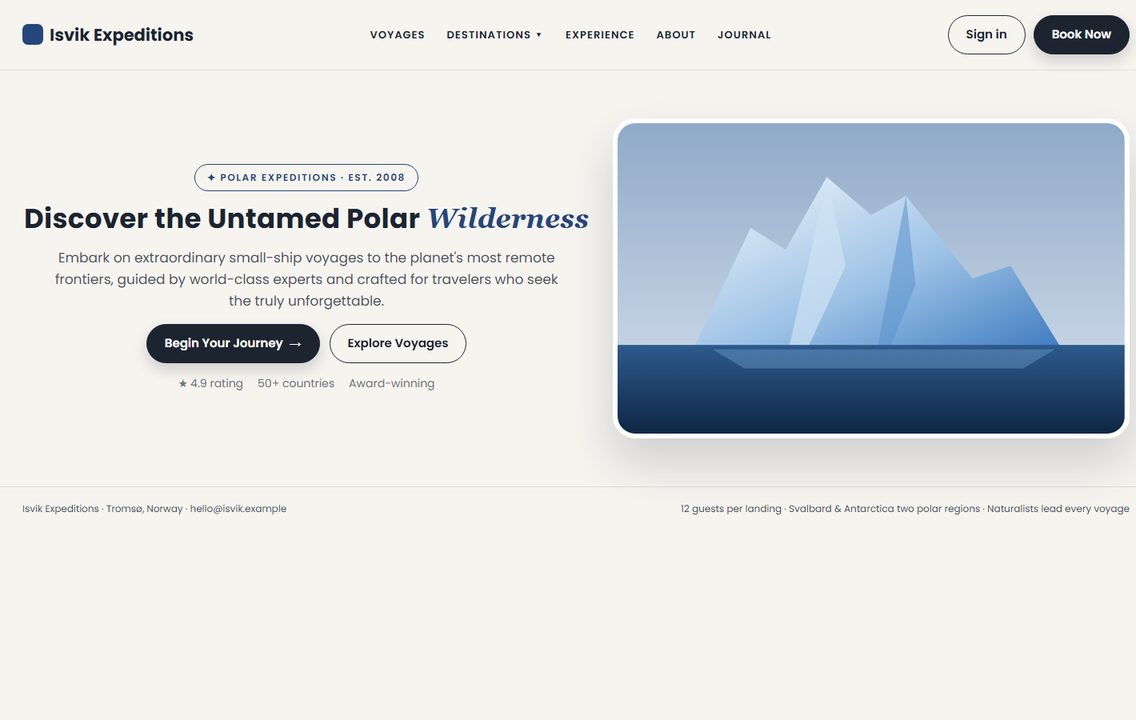 Isvik Expeditions
VOYAGES
DESTINATIONS ▼
EXPERIENCE
ABOUT
JOURNAL
Sign in
Book Now
✦ POLAR EXPEDITIONS · EST. 2008
Discover the Untamed Polar Wilderness
Embark on extraordinary small-ship voyages to the planet's most remote
frontiers, guided by world-class experts and crafted for travelers who seek
the truly unforgettable.
Begin Your Journey →
Explore Voyages
★ 4.9 rating
50+ countries
Award-winning
Isvik Expeditions · Tromsø, Norway · hello@isvik.example
12 guests per landing · Svalbard & Antarctica two polar regions · Naturalists lead every voyage